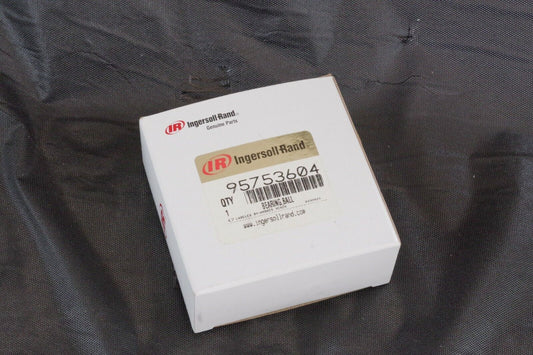 IR Ingersoll-Rand
Genuine Parts
IR Ingersoll-Rand
95753604
QTY
1
BEARING, BALL
www.ingersollrand.com